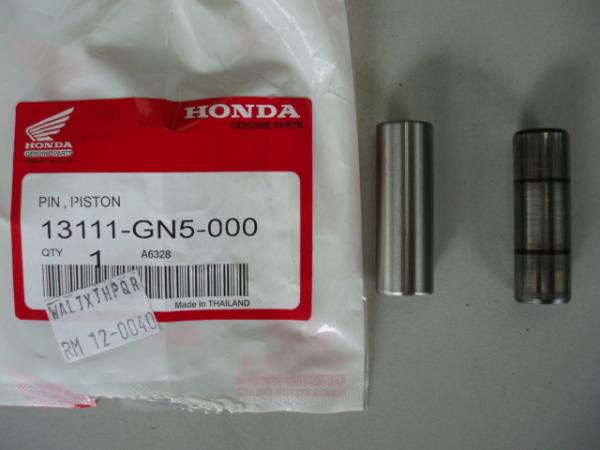 HONDA
GENUINE PARTS
HONDA
GENUINE PARTS
PIN , PISTON
13111-GN5-000
QTY 1 A6328
Made in THAILAND
WALTXTHPQR
RM 12-0040